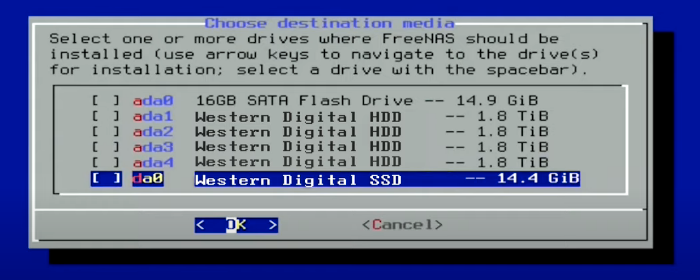 Choose destination media
Select one or more drives where FreeNAS should be
installed (use arrow keys to navigate to the drive(s)
for installation; select a drive with the spacebar).
[ ] ada0 16GB SATA Flash Drive -- 14.9 GiB
[ ] ada1 Western Digital HDD -- 1.8 TiB
[ ] ada2 Western Digital HDD -- 1.8 TiB
[ ] ada3 Western Digital HDD -- 1.8 TiB
[ ] ada4 Western Digital HDD -- 1.8 TiB
[ ] da0 Western Digital SSD -- 14.4 GiB
< OK > <Cancel>